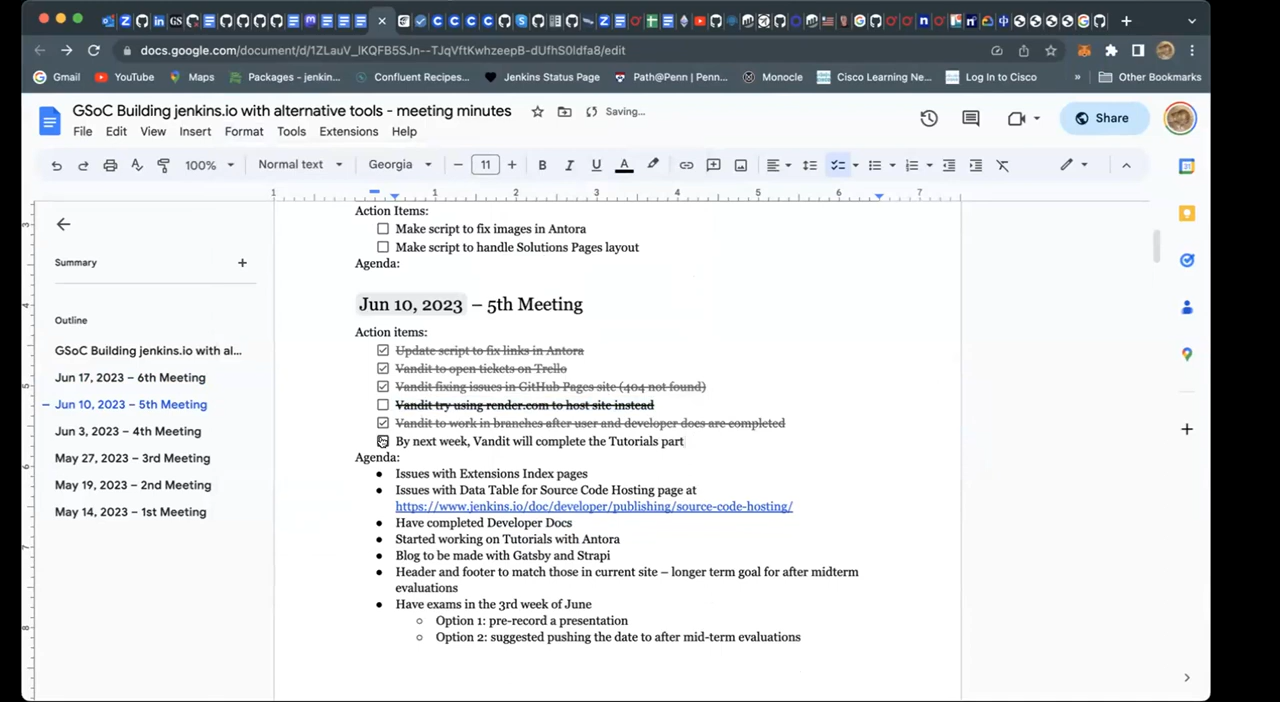 docs.google.com/document/d/1ZLauV_lKQFB5SJn--TJqVftKwhzeepB-dUfhS0ldfa8/edit
Gmail YouTube Maps Packages - jenkin... Confluent Recipes... Jenkins Status Page Path@Penn | Penn... Monocle Cisco Learning Ne... Log In to Cisco » Other Bookmarks
GSoC Building jenkins.io with alternative tools - meeting minutes Saving...
File Edit View Insert Format Tools Extensions Help
Share
100% Normal text Georgia 11
1 1 2 3 4 5 6 7
Summary
Outline
GSoC Building jenkins.io with al...
Jun 17, 2023 – 6th Meeting
Jun 10, 2023 – 5th Meeting
Jun 3, 2023 – 4th Meeting
May 27, 2023 – 3rd Meeting
May 19, 2023 – 2nd Meeting
May 14, 2023 – 1st Meeting
Action Items:
Make script to fix images in Antora
Make script to handle Solutions Pages layout
Agenda:
Jun 10, 2023 – 5th Meeting
Action items:
Update script to fix links in Antora
Vandit to open tickets on Trello
Vandit fixing issues in GitHub Pages site (404 not found)
Vandit try using render.com to host site instead
Vandit to work in branches after user and developer docs are completed
By next week, Vandit will complete the Tutorials part
Agenda:
Issues with Extensions Index pages
Issues with Data Table for Source Code Hosting page at
https://www.jenkins.io/doc/developer/publishing/source-code-hosting/
Have completed Developer Docs
Started working on Tutorials with Antora
Blog to be made with Gatsby and Strapi
Header and footer to match those in current site – longer term goal for after midterm
evaluations
Have exams in the 3rd week of June
Option 1: pre-record a presentation
Option 2: suggested pushing the date to after mid-term evaluations